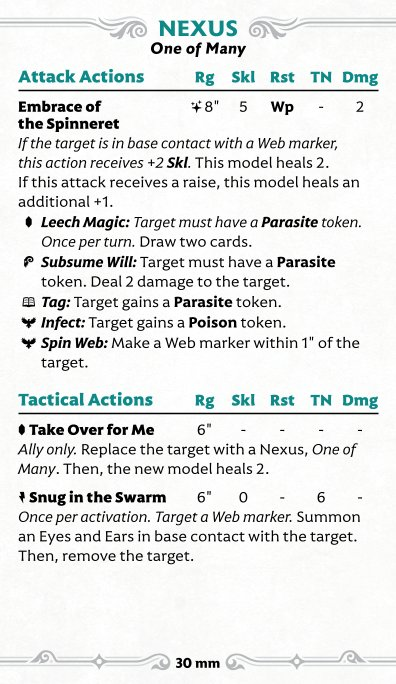 NEXUS
One of Many
Attack Actions Rg Skl Rst TN Dmg
Embrace of the Spinneret 8" 5 Wp - 2
If the target is in base contact with a Web marker,
this action receives +2 Skl. This model heals 2.
If this attack receives a raise, this model heals an
additional +1.
Leech Magic: Target must have a Parasite token.
Once per turn. Draw two cards.
Subsume Will: Target must have a Parasite
token. Deal 2 damage to the target.
Tag: Target gains a Parasite token.
Infect: Target gains a Poison token.
Spin Web: Make a Web marker within 1" of the
target.
Tactical Actions Rg Skl Rst TN Dmg
Take Over for Me 6" - - - -
Ally only. Replace the target with a Nexus, One of
Many. Then, the new model heals 2.
Snug in the Swarm 6" 0 - 6 -
Once per activation. Target a Web marker. Summon
an Eyes and Ears in base contact with the target.
Then, remove the target.
30 mm